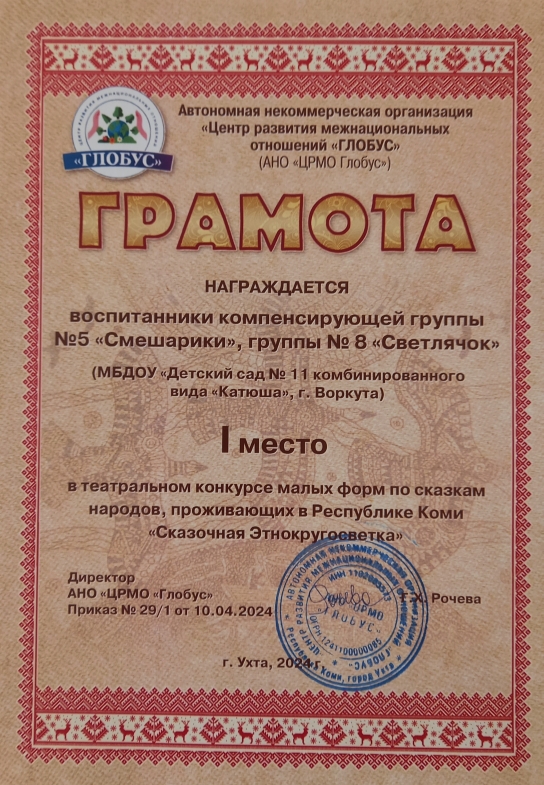 Автономная некоммерческая организация
«Центр развития межнациональных
отношений «ГЛОБУС»
(АНО «ЦРМО Глобус»)
«ГЛОБУС»
ГРАМОТА
НАГРАЖДАЕТСЯ
воспитанники компенсирующей группы
№5 «Смешарики», группы № 8 «Светлячок»
(МБДОУ «Детский сад № 11 комбинированного
вида «Катюша», г. Воркута)
I место
в театральном конкурсе малых форм по сказкам
народов, проживающих в Республике Коми
«Сказочная Этнокругосветка»
Директор
АНО «ЦРМО «Глобус»
Приказ № 29/1 от 10.04.2024
Рочева
г. Ухта, 2024 г.